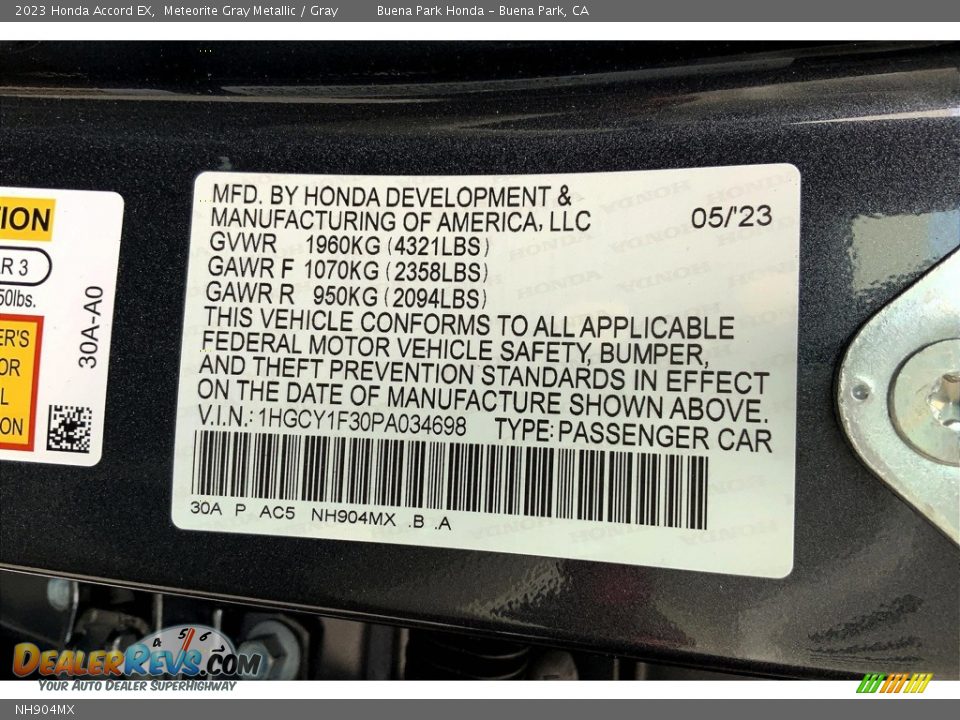 2023 Honda Accord EX, Meteorite Gray Metallic / Gray Buena Park Honda – Buena Park, CA
MFD. BY HONDA DEVELOPMENT &
MANUFACTURING OF AMERICA, LLC 05/'23
GVWR 1960KG (4321LBS)
GAWR F 1070KG (2358LBS)
GAWR R 950KG (2094LBS)
THIS VEHICLE CONFORMS TO ALL APPLICABLE
FEDERAL MOTOR VEHICLE SAFETY, BUMPER,
AND THEFT PREVENTION STANDARDS IN EFFECT
ON THE DATE OF MANUFACTURE SHOWN ABOVE.
V.I.N.: 1HGCY1F30PA034698 TYPE: PASSENGER CAR
30A P AC5 NH904MX .B .A
ION
R 3
50lbs.
ER'S
OR
L
ON
30A-A0
4 5 6
DEALERREVS.COM
YOUR AUTO DEALER SUPERHIGHWAY
NH904MX